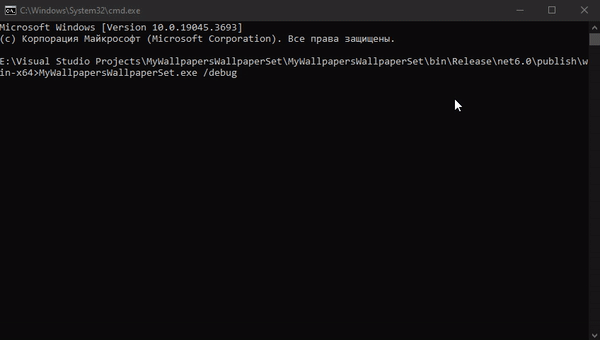 C:\Windows\System32\cmd.exe
Microsoft Windows [Version 10.0.19045.3693]
(c) Корпорация Майкрософт (Microsoft Corporation). Все права защищены.
E:\Visual Studio Projects\MyWallpapersWallpaperSet\MyWallpapersWallpaperSet\bin\Release\net6.0\publish\w
in-x64>MyWallpapersWallpaperSet.exe /debug